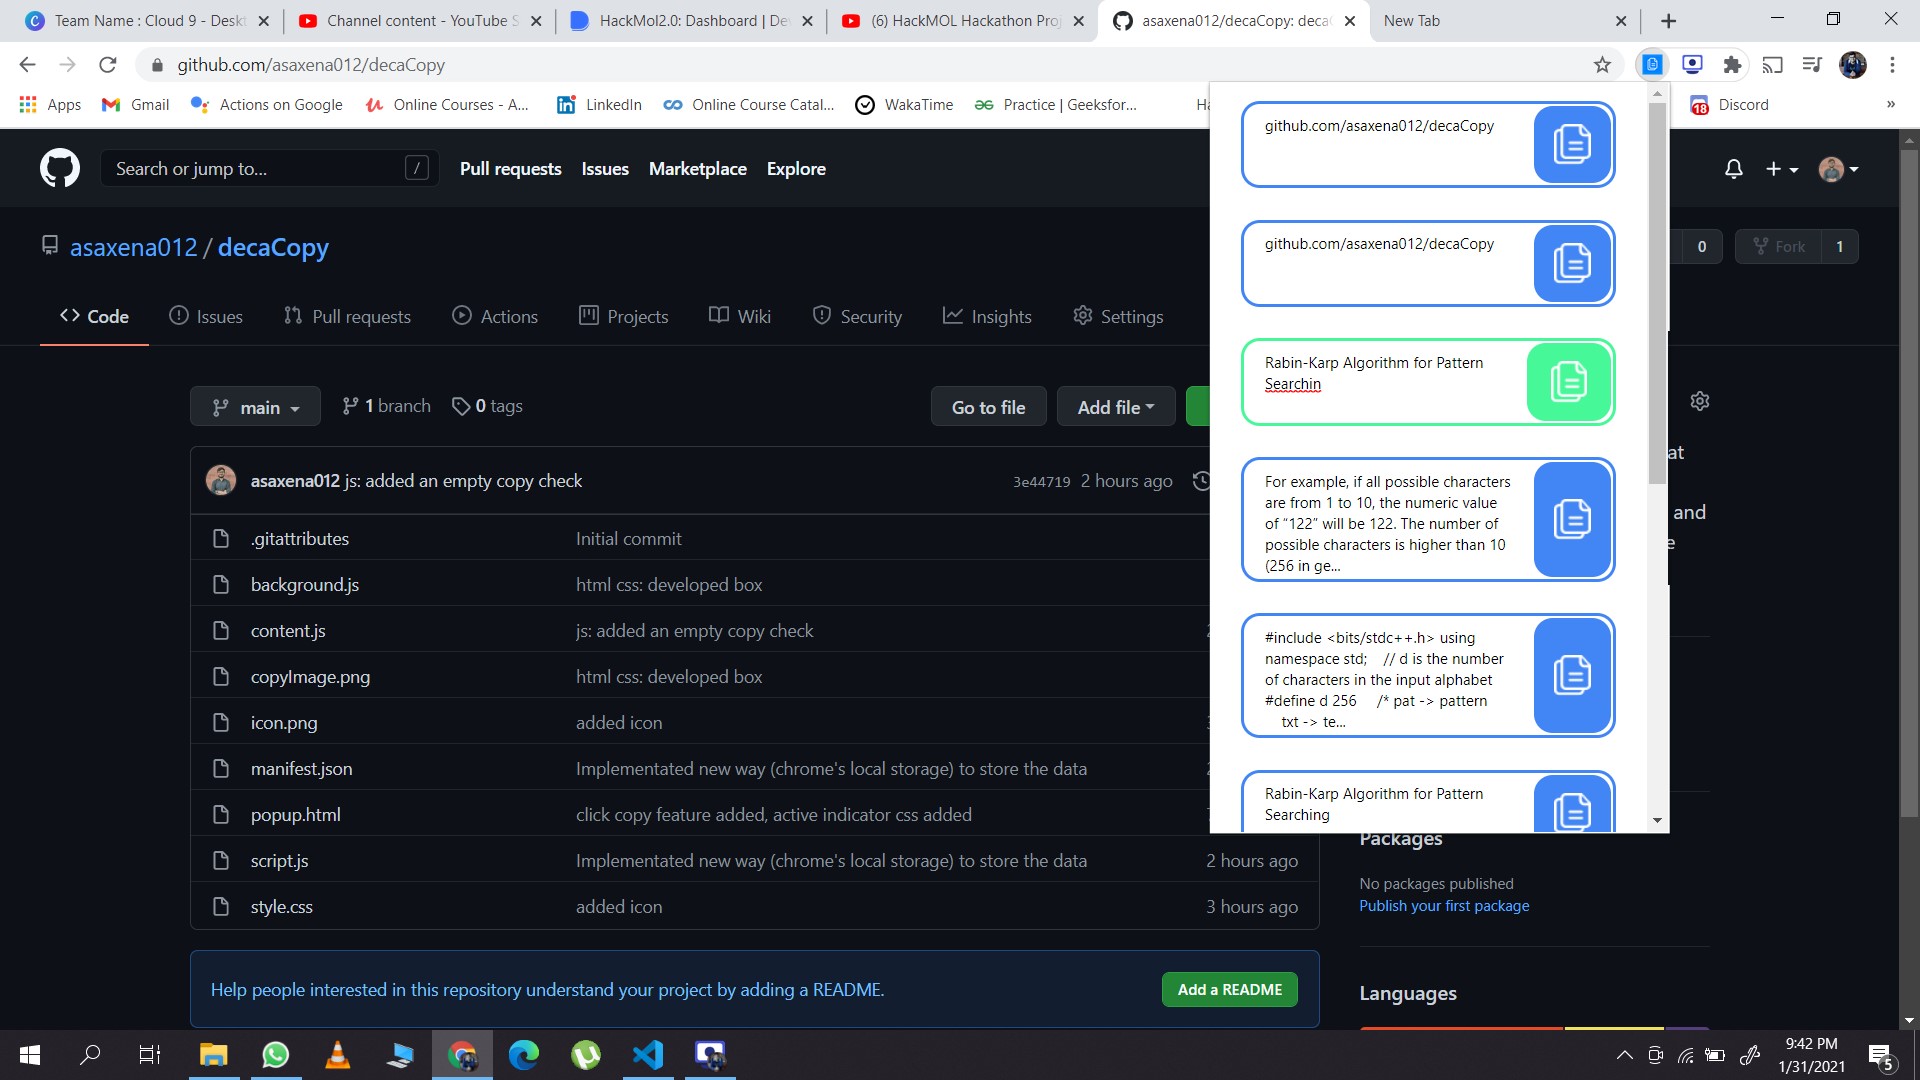 Team Name : Cloud 9 - Deskt
Channel content - YouTube S
HackMol2.0: Dashboard | De
(6) HackMOL Hackathon Proj
asaxena012/decaCopy: deca
New Tab
github.com/asaxena012/decaCopy
Apps
Gmail
Actions on Google
Online Courses - A...
LinkedIn
Online Course Catal...
WakaTime
Practice | Geeksfor...
Ha
18
Discord
»
Search or jump to...
/
Pull requests
Issues
Marketplace
Explore
asaxena012 / decaCopy
0
Fork
1
Code
Issues
Pull requests
Actions
Projects
Wiki
Security
Insights
Settings
main
1 branch
0 tags
Go to file
Add file
asaxena012 js: added an empty copy check
3e44719 2 hours ago
.gitattributes
Initial commit
background.js
html css: developed box
content.js
js: added an empty copy check
copyImage.png
html css: developed box
icon.png
added icon
manifest.json
Implementated new way (chrome's local storage) to store the data
popup.html
click copy feature added, active indicator css added
script.js
Implementated new way (chrome's local storage) to store the data
2 hours ago
style.css
added icon
3 hours ago
Help people interested in this repository understand your project by adding a README.
Add a README
github.com/asaxena012/decaCopy
github.com/asaxena012/decaCopy
Rabin-Karp Algorithm for Pattern
Searchin
For example, if all possible characters
are from 1 to 10, the numeric value
of “122” will be 122. The number of
possible characters is higher than 10
(256 in ge...
#include <bits/stdc++.h> using
namespace std; // d is the number
of characters in the input alphabet
#define d 256 /* pat -> pattern
txt -> te...
Rabin-Karp Algorithm for Pattern
Searching
at
and
e
Packages
No packages published
Publish your first package
Languages
9:42 PM
1/31/2021
5